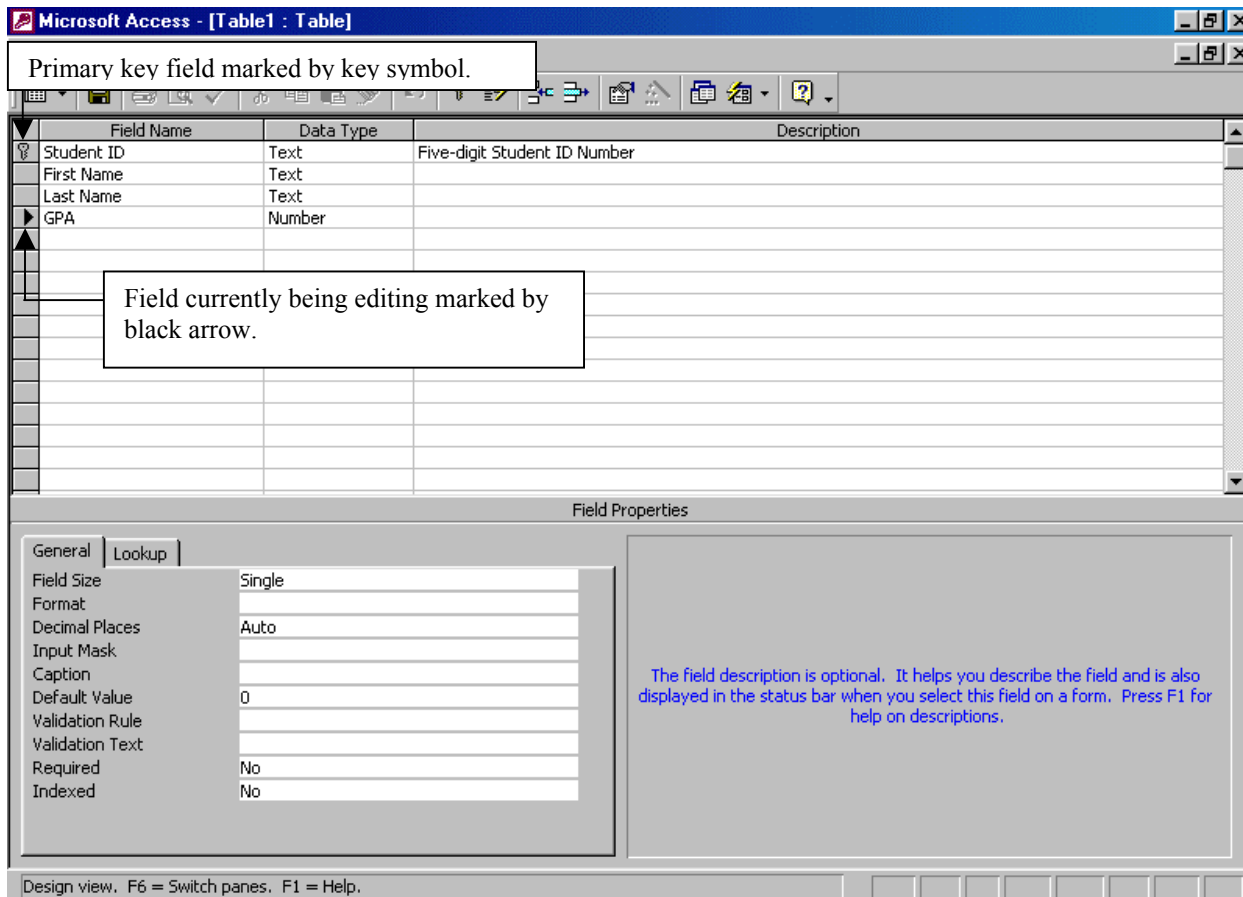 Microsoft Access - [Table1 : Table]
Primary key field marked by key symbol.
Field Name Data Type Description
Student ID Text Five-digit Student ID Number
First Name Text
Last Name Text
GPA Number
Field currently being editing marked by
black arrow.
Field Properties
General Lookup
Field Size Single
Format
Decimal Places Auto
Input Mask
Caption
Default Value 0
Validation Rule
Validation Text
Required No
Indexed No
The field description is optional. It helps you describe the field and is also
displayed in the status bar when you select this field on a form. Press F1 for
help on descriptions.
Design view. F6 = Switch panes. F1 = Help.